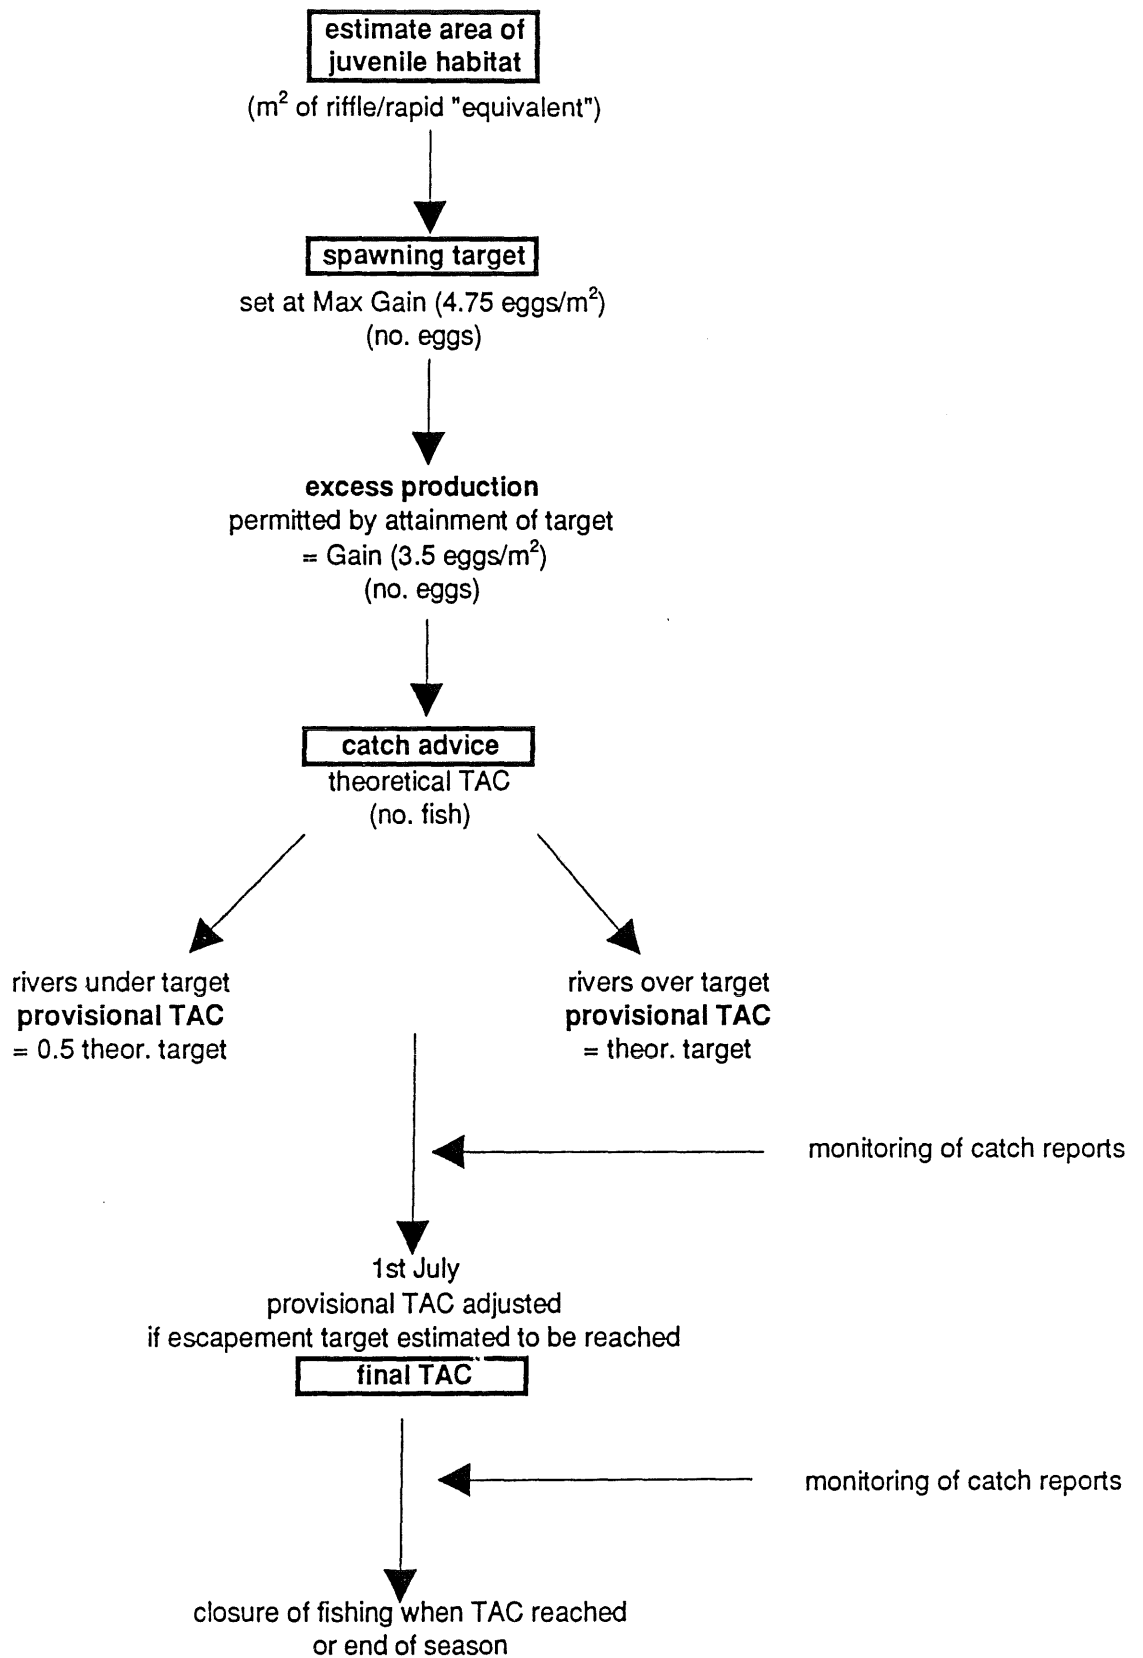 estimate area of
juvenile habitat
(m² of riffle/rapid "equivalent")
spawning target
set at Max Gain (4.75 eggs/m²)
(no. eggs)
excess production
permitted by attainment of target
= Gain (3.5 eggs/m²)
(no. eggs)
catch advice
theoretical TAC
(no. fish)
rivers under target
provisional TAC
= 0.5 theor. target
rivers over target
provisional TAC
= theor. target
monitoring of catch reports
1st July
provisional TAC adjusted
if escapement target estimated to be reached
final TAC
monitoring of catch reports
closure of fishing when TAC reached
or end of season